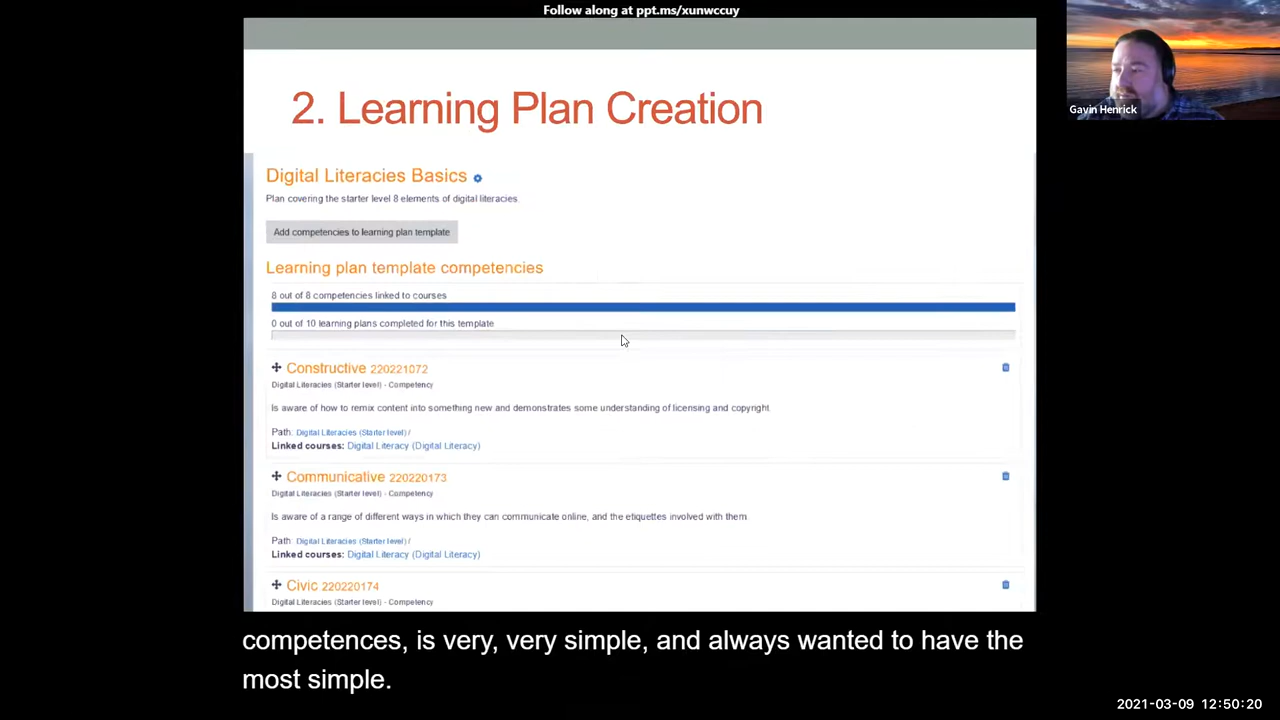 Follow along at ppt.ms/xunwccuy
Gavin Henrick
2. Learning Plan Creation
Digital Literacies Basics
Plan covering the starter level 8 elements of digital literacies.
Add competencies to learning plan template
Learning plan template competencies
8 out of 8 competencies linked to courses
0 out of 10 learning plans completed for this template
Constructive 220221072
Digital Literacies (Starter level) - Competency
Is aware of how to remix content into something new and demonstrates some understanding of licensing and copyright
Path: Digital Literacies (Starter level) /
Linked courses: Digital Literacy (Digital Literacy)
Communicative 220220173
Digital Literacies (Starter level) - Competency
Is aware of a range of different ways in which they can communicate online, and the etiquettes involved with them
Path: Digital Literacies (Starter level) /
Linked courses: Digital Literacy (Digital Literacy)
Civic 220220174
Digital Literacies (Starter level) - Competency
competences, is very, very simple, and always wanted to have the
most simple.
2021-03-09 12:50:20